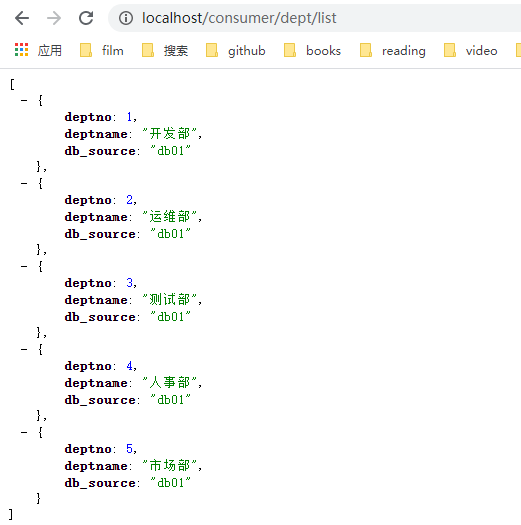 localhost/consumer/dept/list
应用 film 搜索 github books reading video
[
- {
deptno: 1,
deptname: "开发部",
db_source: "db01"
},
- {
deptno: 2,
deptname: "运维部",
db_source: "db01"
},
- {
deptno: 3,
deptname: "测试部",
db_source: "db01"
},
- {
deptno: 4,
deptname: "人事部",
db_source: "db01"
},
- {
deptno: 5,
deptname: "市场部",
db_source: "db01"
}
]